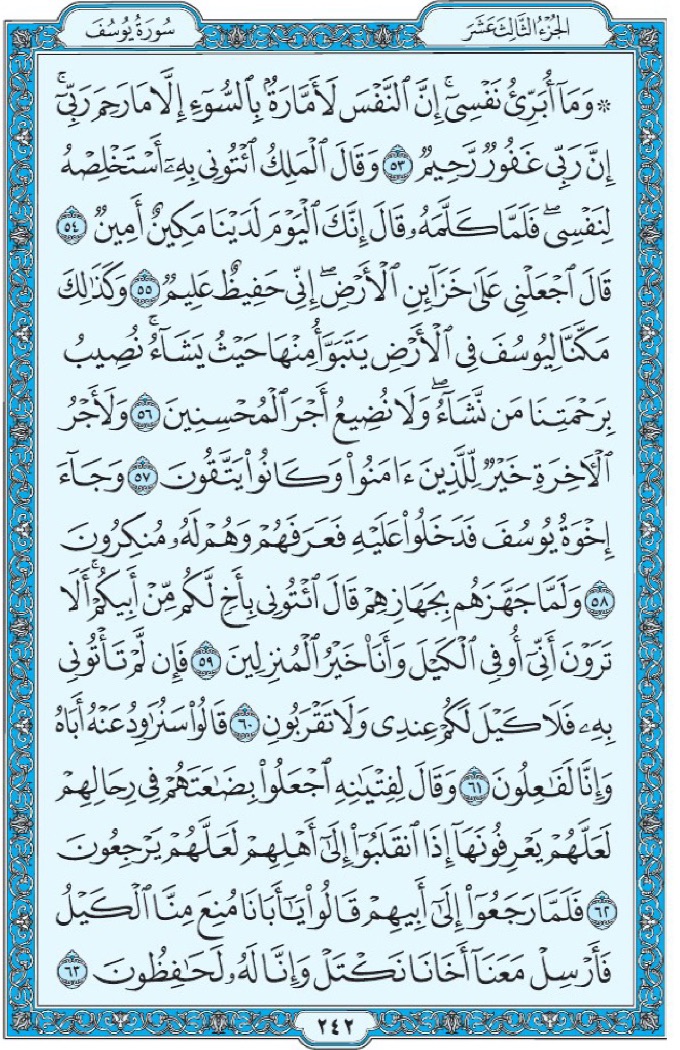 الجزء الثالث عشر
سورة يوسف
۞ وَمَآ أُبَرِّئُ نَفْسِىٓ ۚ إِنَّ ٱلنَّفْسَ لَأَمَّارَةٌۢ بِٱلسُّوٓءِ إِلَّا مَا رَحِمَ رَبِّىٓ ۚ
إِنَّ رَبِّى غَفُورٌ رَّحِيمٌ ٥٣ وَقَالَ ٱلْمَلِكُ ٱئْتُونِى بِهِۦٓ أَسْتَخْلِصْهُ
لِنَفْسِى ۖ فَلَمَّا كَلَّمَهُۥ قَالَ إِنَّكَ ٱلْيَوْمَ لَدَيْنَا مَكِينٌ أَمِينٌ ٥٤
قَالَ ٱجْعَلْنِى عَلَىٰ خَزَآئِنِ ٱلْأَرْضِ ۖ إِنِّى حَفِيظٌ عَلِيمٌ ٥٥ وَكَذَٰلِكَ
مَكَّنَّا لِيُوسُفَ فِى ٱلْأَرْضِ يَتَبَوَّأُ مِنْهَا حَيْثُ يَشَآءُ ۚ نُصِيبُ
بِرَحْمَتِنَا مَن نَّشَآءُ ۖ وَلَا نُضِيعُ أَجْرَ ٱلْمُحْسِنِينَ ٥٦ وَلَأَجْرُ
ٱلْأَخِرَةِ خَيْرٌ لِّلَّذِينَ ءَامَنُوا۟ وَكَانُوا۟ يَتَّقُونَ ٥٧ وَجَآءَ
إِخْوَةُ يُوسُفَ فَدَخَلُوا۟ عَلَيْهِ فَعَرَفَهُمْ وَهُمْ لَهُۥ مُنكِرُونَ
٥٨ وَلَمَّا جَهَّزَهُم بِجَهَازِهِمْ قَالَ ٱئْتُونِى بِأَخٍ لَّكُم مِّنْ أَبِيكُمْ ۚ أَلَا
تَرَوْنَ أَنِّىٓ أُوفِى ٱلْكَيْلَ وَأَنَا۠ خَيْرُ ٱلْمُنزِلِينَ ٥٩ فَإِن لَّمْ تَأْتُونِى
بِهِۦ فَلَا كَيْلَ لَكُمْ عِندِى وَلَا تَقْرَبُونِ ٦٠ قَالُوا۟ سَنُرَٰوِدُ عَنْهُ أَبَاهُ
وَإِنَّا لَفَٰعِلُونَ ٦١ وَقَالَ لِفِتْيَٰنِهِ ٱجْعَلُوا۟ بِضَٰعَتَهُمْ فِى رِحَالِهِمْ
لَعَلَّهُمْ يَعْرِفُونَهَآ إِذَا ٱنقَلَبُوٓا۟ إِلَىٰٓ أَهْلِهِمْ لَعَلَّهُمْ يَرْجِعُونَ
٦٢ فَلَمَّا رَجَعُوٓا۟ إِلَىٰٓ أَبِيهِمْ قَالُوا۟ يَٰٓأَبَانَا مُنِعَ مِنَّا ٱلْكَيْلُ
فَأَرْسِلْ مَعَنَآ أَخَانَا نَكْتَلْ وَإِنَّا لَهُۥ لَحَٰفِظُونَ ٦٣
٢٤٢